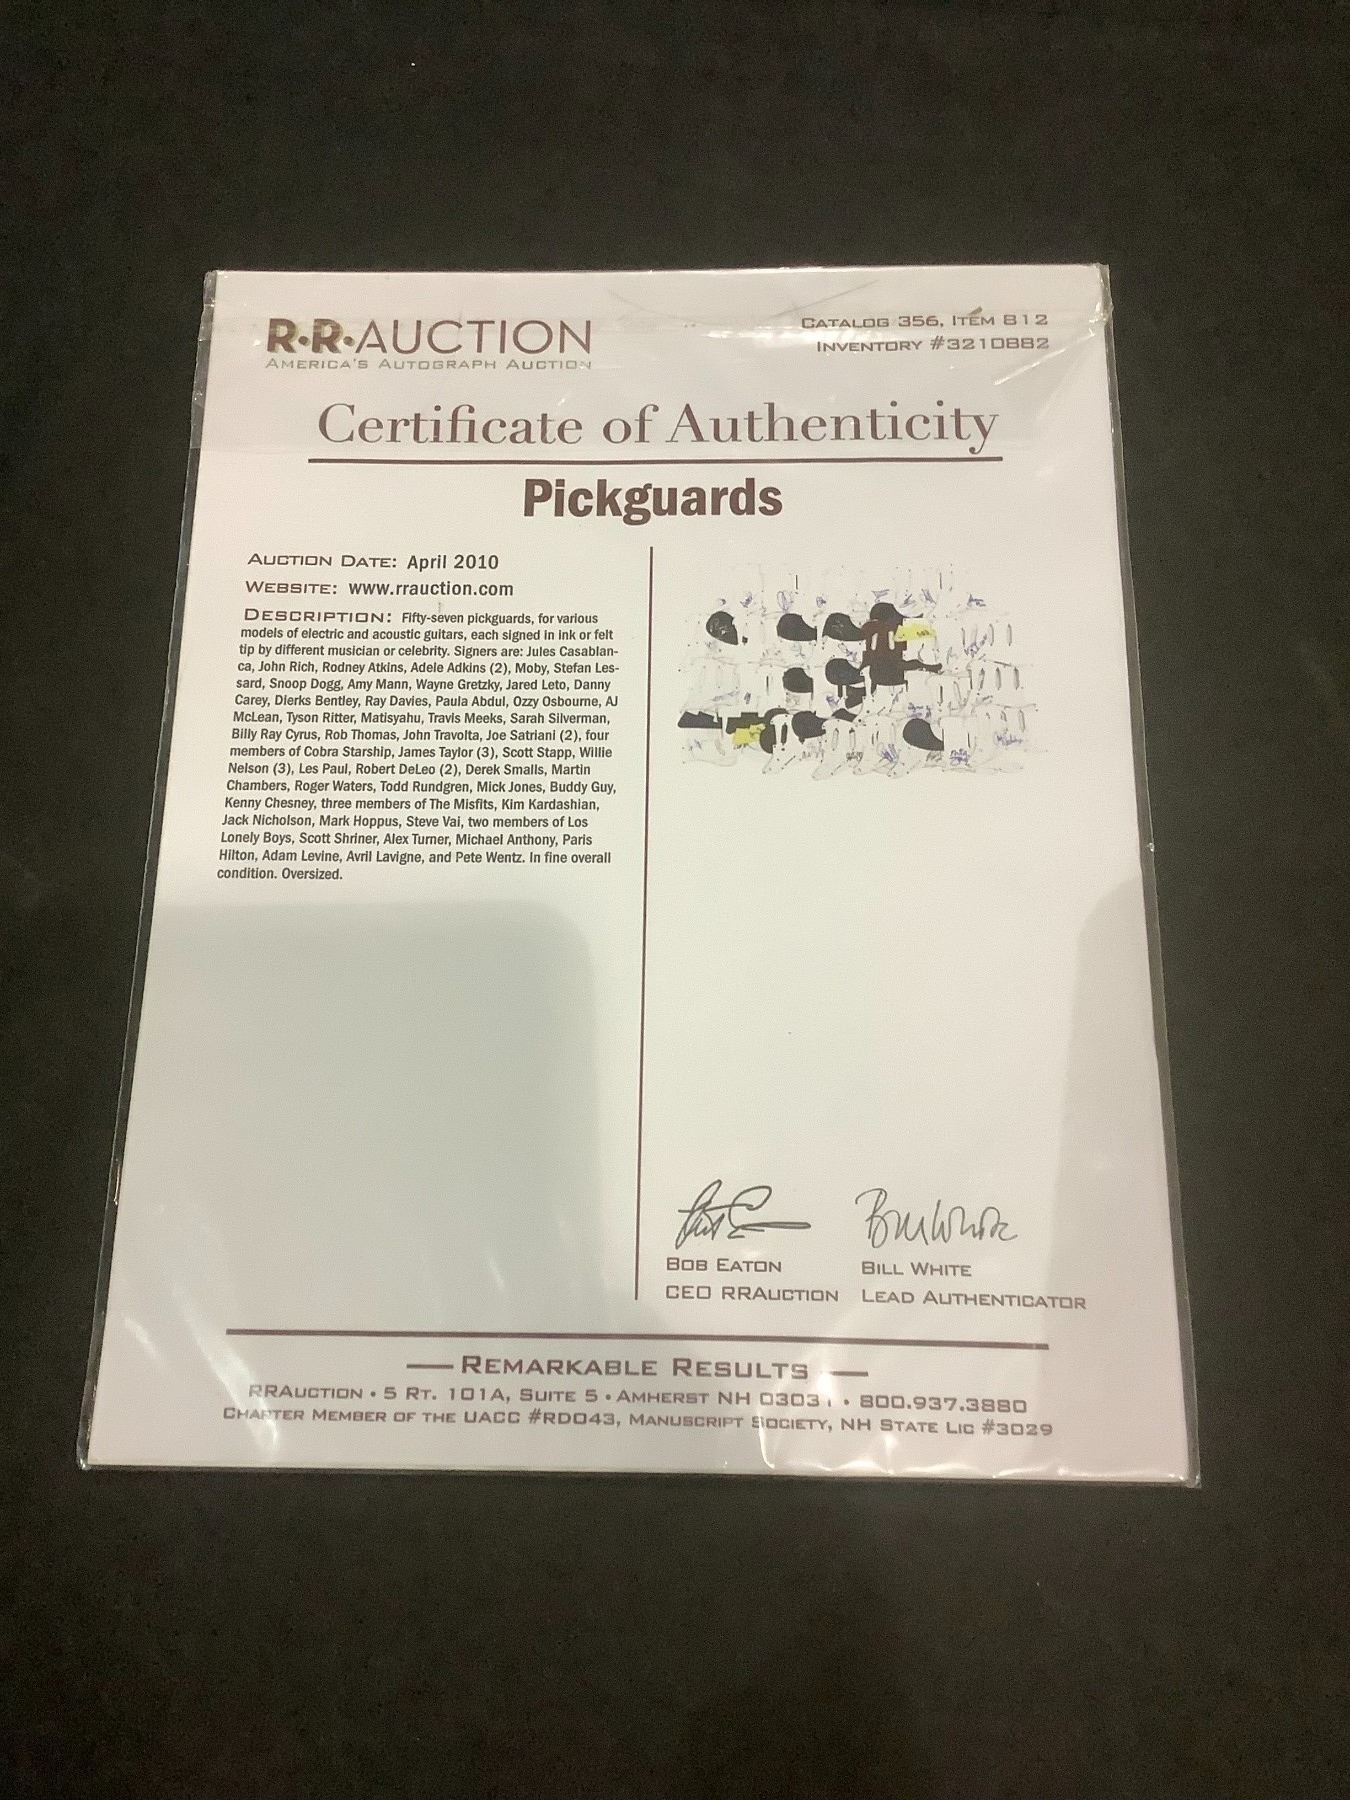 R·R·AUCTION
AMERICA'S AUTOGRAPH AUCTION
CATALOG 356, ITEM 812
INVENTORY #3210882
Certificate of Authenticity
Pickguards
AUCTION DATE: April 2010
WEBSITE: www.rrauction.com
DESCRIPTION: Fifty-seven pickguards, for various
models of electric and acoustic guitars, each signed in ink or felt
tip by different musician or celebrity. Signers are: Jules Casablan-
ca, John Rich, Rodney Atkins, Adele Adkins (2), Moby, Stefan Les-
sard, Snoop Dogg, Amy Mann, Wayne Gretzky, Jared Leto, Danny
Carey, Dierks Bentley, Ray Davies, Paula Abdul, Ozzy Osbourne, AJ
McLean, Tyson Ritter, Matisyahu, Travis Meeks, Sarah Silverman,
Billy Ray Cyrus, Rob Thomas, John Travolta, Joe Satriani (2), four
members of Cobra Starship, James Taylor (3), Scott Stapp, Willie
Nelson (3), Les Paul, Robert DeLeo (2), Derek Smalls, Martin
Chambers, Roger Waters, Todd Rundgren, Mick Jones, Buddy Guy,
Kenny Chesney, three members of The Misfits, Kim Kardashian,
Jack Nicholson, Mark Hoppus, Steve Vai, two members of Los
Lonely Boys, Scott Shriner, Alex Turner, Michael Anthony, Paris
Hilton, Adam Levine, Avril Lavigne, and Pete Wentz. In fine overall
condition. Oversized.
Bill White
BOB EATON
CEO RRAUCTION
BILL WHITE
LEAD AUTHENTICATOR
REMARKABLE RESULTS
RRAUCTION • 5 RT. 101A, SUITE 5 • AMHERST NH 03031 • 800.937.3880
CHARTER MEMBER OF THE UACC #RD043, MANUSCRIPT SOCIETY, NH STATE LIC #3029